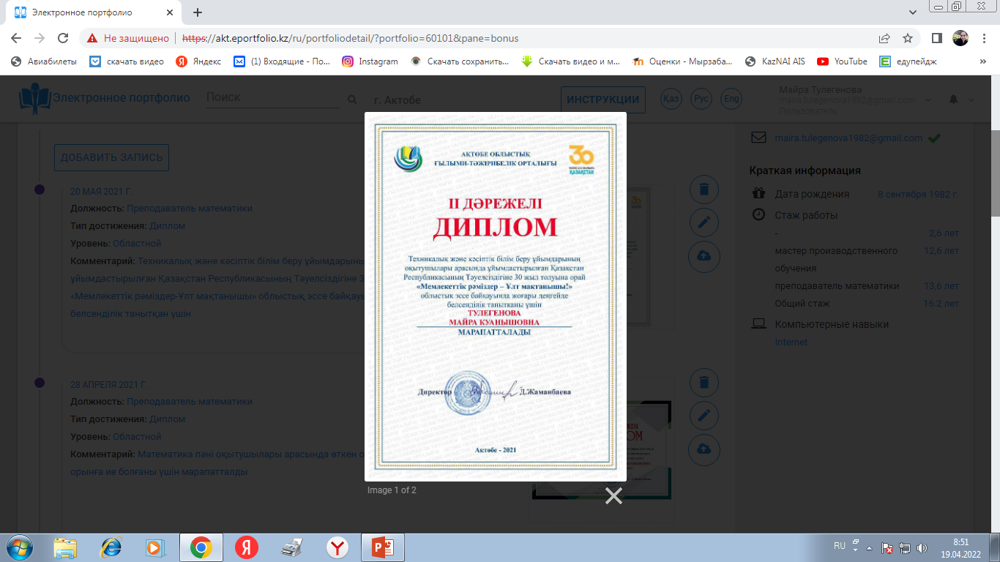 Электронное портфолио
Не защищено
https://akt.eportfolio.kz/ru/portfoliodetail/?portfolio=60101&pane=bonus
Авиабилеты
скачать видео
Яндекс
(1) Входящие - По...
Instagram
Скачать сохранить...
Скачать видео и м...
Оценки - Мырзаба...
KazNAI AIS
YouTube
едупейдж
Электронное портфолио
Поиск
г. Актобе
ИНСТРУКЦИИ
Қаз
Рус
Eng
Майра Тулегенова
maira.tulegenova1982@gmail.com
Пользователь
ДОБАВИТЬ ЗАПИСЬ
20 МАЯ 2021 Г.
Должность: Преподаватель математики
Тип достижения: Диплом
Уровень: Областной
Комментарий: Техникалық және кәсіптік білім беру ұйымдарының
ұйымдастырылған Қазақстан Республикасының Тәуелсіздігіне 3
«Мемлекеттік рәміздер-Ұлт мақтанышы» облыстық эссе байқау
белсенділік танытқан үшін
28 АПРЕЛЯ 2021 Г.
Должность: Преподаватель математики
Тип достижения: Диплом
Уровень: Областной
Комментарий: Математика пәні оқытушылары арасында өткен о
орынға ие болғаны үшін марапатталды
АҚТӨБЕ ОБЛЫСТЫҚ
ҒЫЛЫМИ-ТӘЖІРИБЕЛІК ОРТАЛЫҒЫ
30
ҚАЗАҚСТАН
II ДӘРЕЖЕЛІ
ДИПЛОМ
Техникалық және кәсіптік білім беру ұйымдарының
оқытушылары арасында ұйымдастырылған Қазақстан
Республикасының Тәуелсіздігіне 30 жыл толуына орай
«Мемлекеттік рәміздер – Ұлт мақтанышы!»
облыстық эссе байқауында жоғары деңгейде
белсенділік танытқаны үшін
ТУЛЕГЕНОВА
МАЙРА КУАНЫШОВНА
МАРАПАТТАЛАДЫ
Директор
Д.Жаманбаева
Ақтөбе - 2021
Image 1 of 2
maira.tulegenova1982@gmail.com
Краткая информация
Дата рождения
8 сентября 1982 г.
Стаж работы
-
2,6 лет
мастер производственного
12,6 лет
обучения
преподаватель математики
13,6 лет
Общий стаж
16.2 лет
Компьютерные навыки
Internet
RU
8:51
19.04.2022